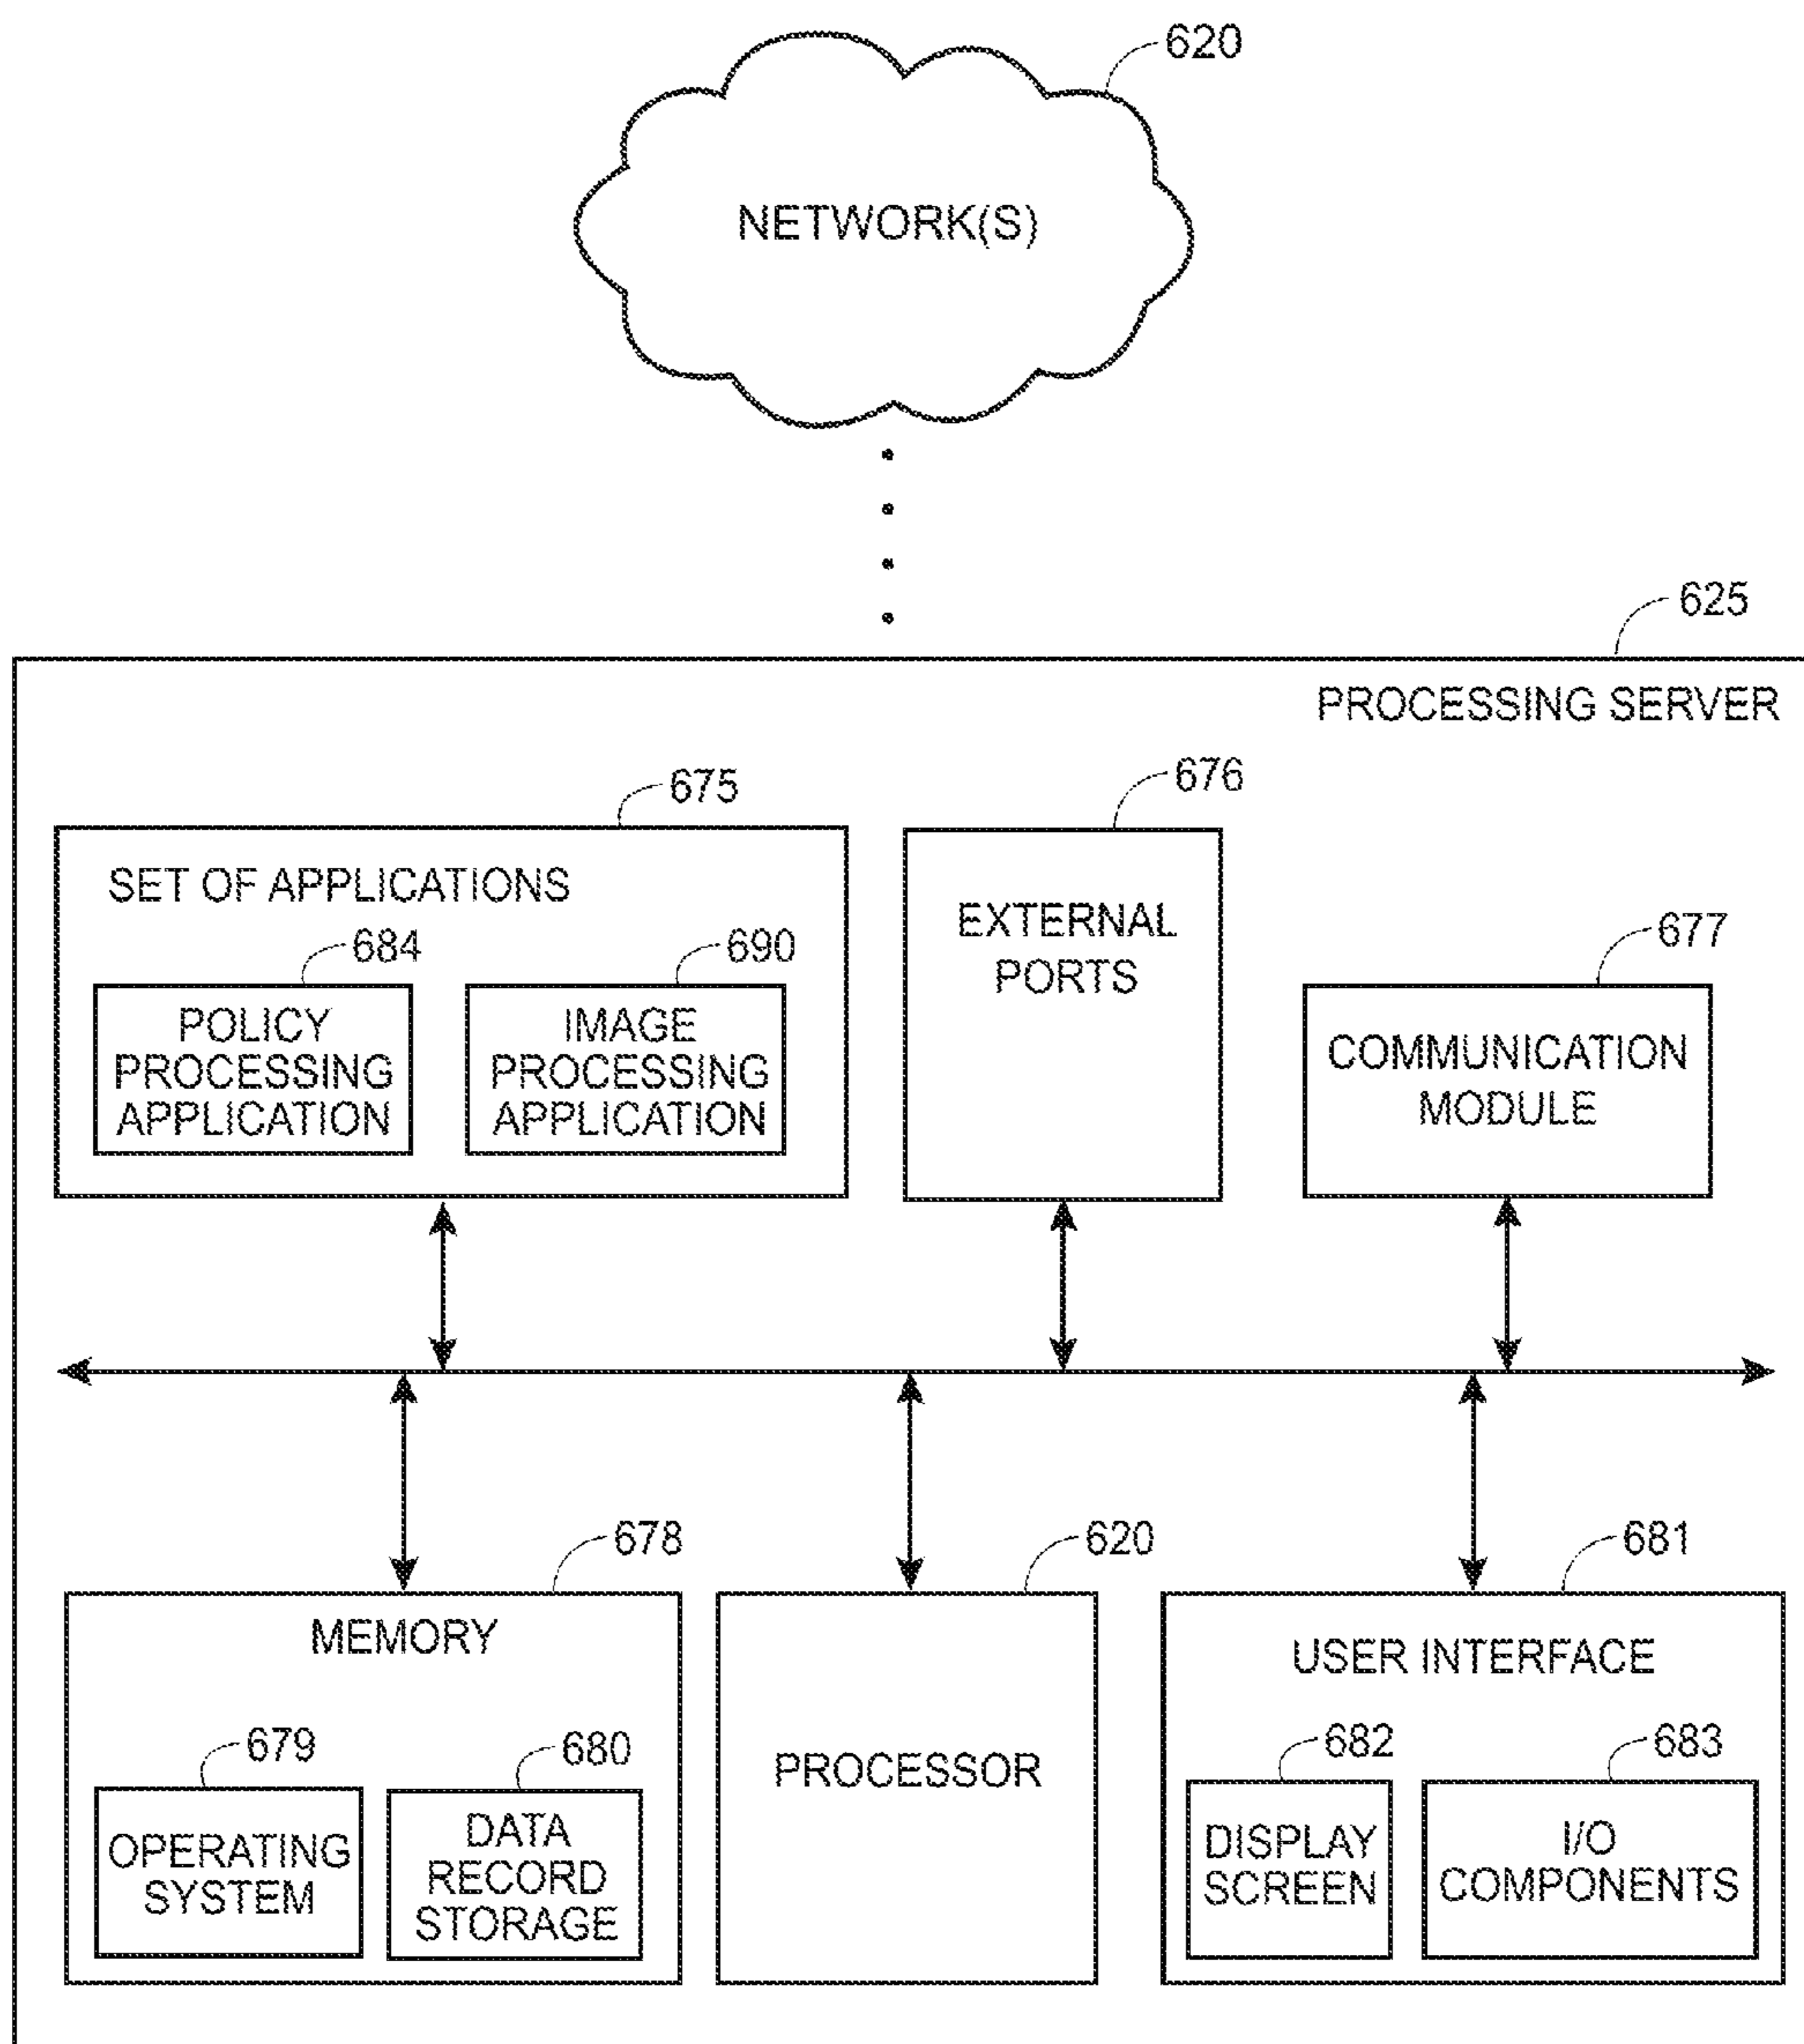 620
NETWORK(S)
625
PROCESSING SERVER
675
SET OF APPLICATIONS
684
POLICY
PROCESSING
APPLICATION
690
IMAGE
PROCESSING
APPLICATION
676
EXTERNAL
PORTS
677
COMMUNICATION
MODULE
678
MEMORY
679
OPERATING
SYSTEM
680
DATA
RECORD
STORAGE
620
PROCESSOR
681
USER INTERFACE
682
DISPLAY
SCREEN
683
I/O
COMPONENTS